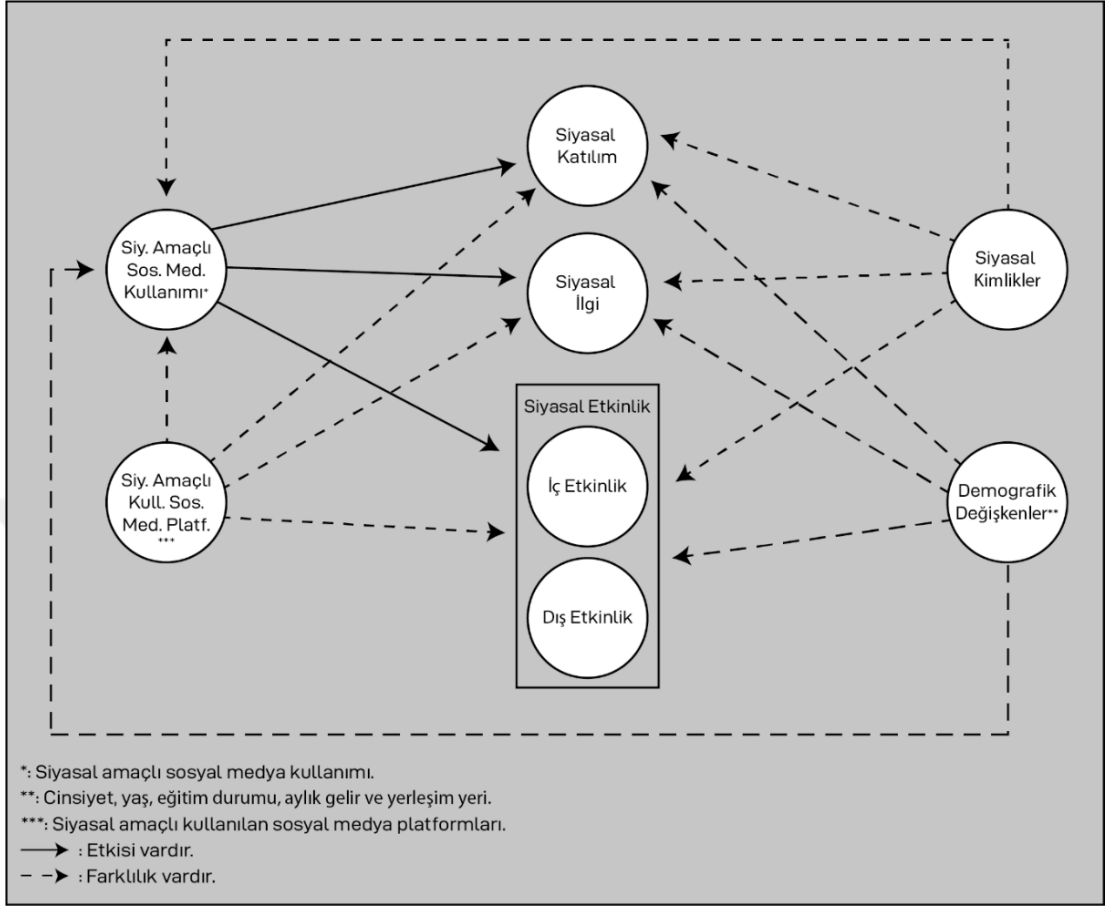 Siyasal
Katılım
Siy. Amaçlı
Sos. Med.
Kullanımı*
Siyasal
İlgi
Siyasal
Kimlikler
Siyasal Etkinlik
İç Etkinlik
Dış Etkinlik
Siy. Amaçlı
Kull. Sos.
Med. Platf.
***
Demografik
Değişkenler**
*: Siyasal amaçlı sosyal medya kullanımı.
**: Cinsiyet, yaş, eğitim durumu, aylık gelir ve yerleşim yeri.
***: Siyasal amaçlı kullanılan sosyal medya platformları.
: Etkisi vardır.
: Farklılık vardır.